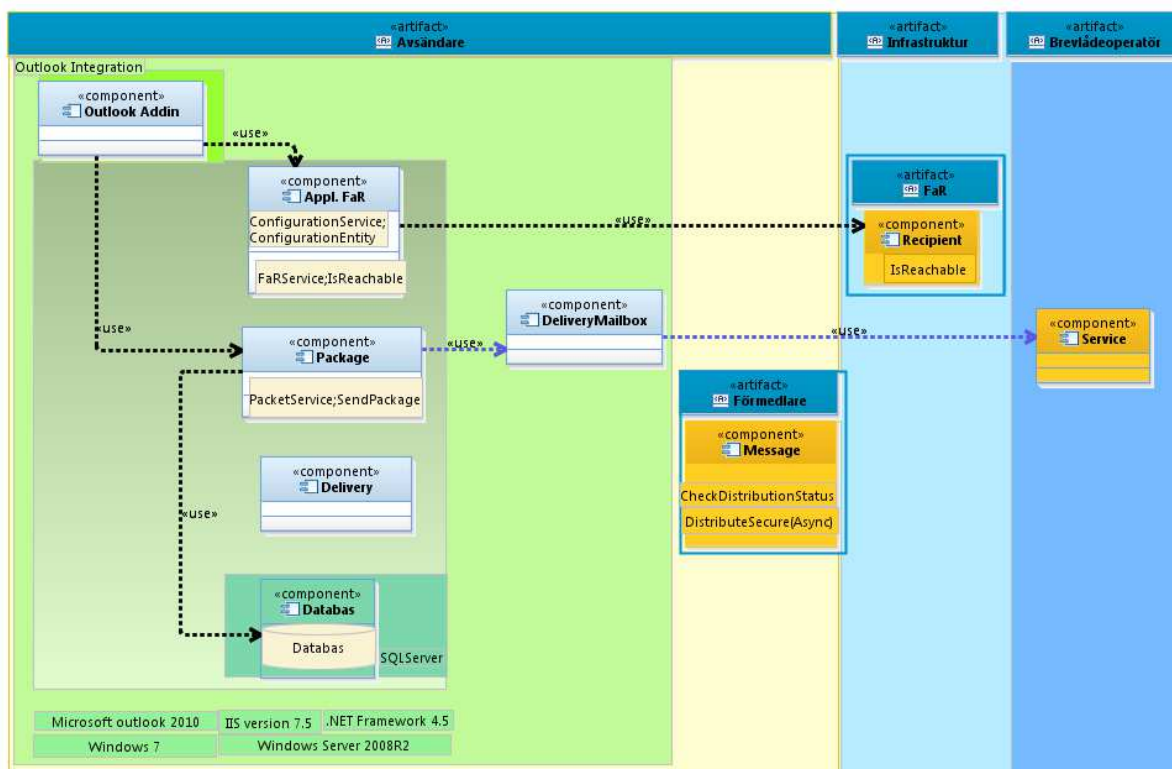 «artifact»
Avsändare
«artifact»
Infrastruktur
«artifact»
Brevlådeoperatör
Outlook Integration
«component»
Outlook Addin
«use»
«component»
Appl. FaR
ConfigurationService;
ConfigurationEntity
FaRService;IsReachable
«use»
«artifact»
FaR
«component»
Recipient
IsReachable
«use»
«component»
Package
PacketService;SendPackage
«use»
«component»
DeliveryMailbox
«use»
«component»
Service
«artifact»
Förmedlare
«component»
Message
CheckDistributionStatus
DistributeSecure(Async)
«component»
Delivery
«use»
«component»
Databas
Databas
SQLServer
Microsoft outlook 2010
IIS version 7.5
.NET Framework 4.5
Windows 7
Windows Server 2008R2